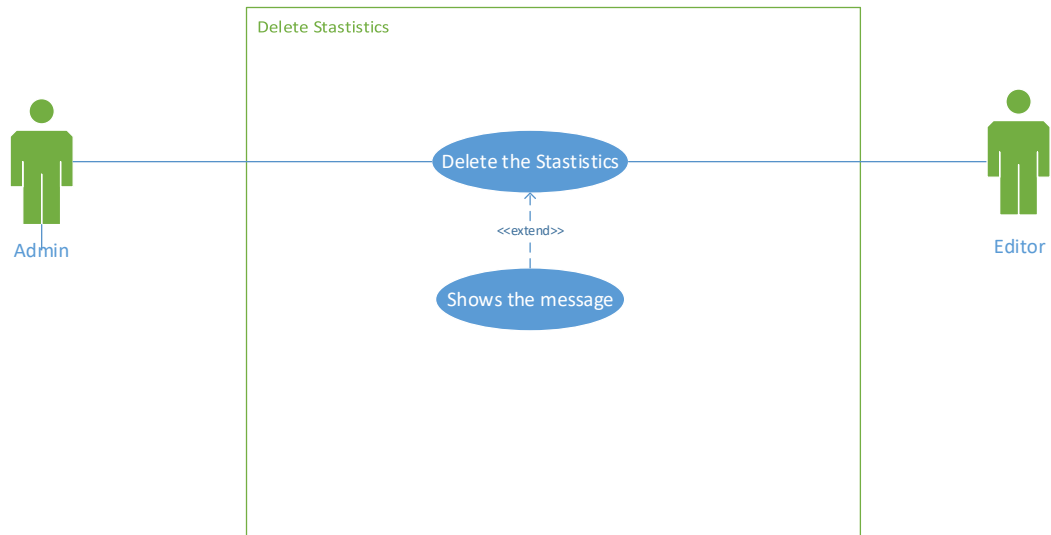 Delete Stastistics
Delete the Stastistics
<<extend>>
Admin
Editor
Shows the message